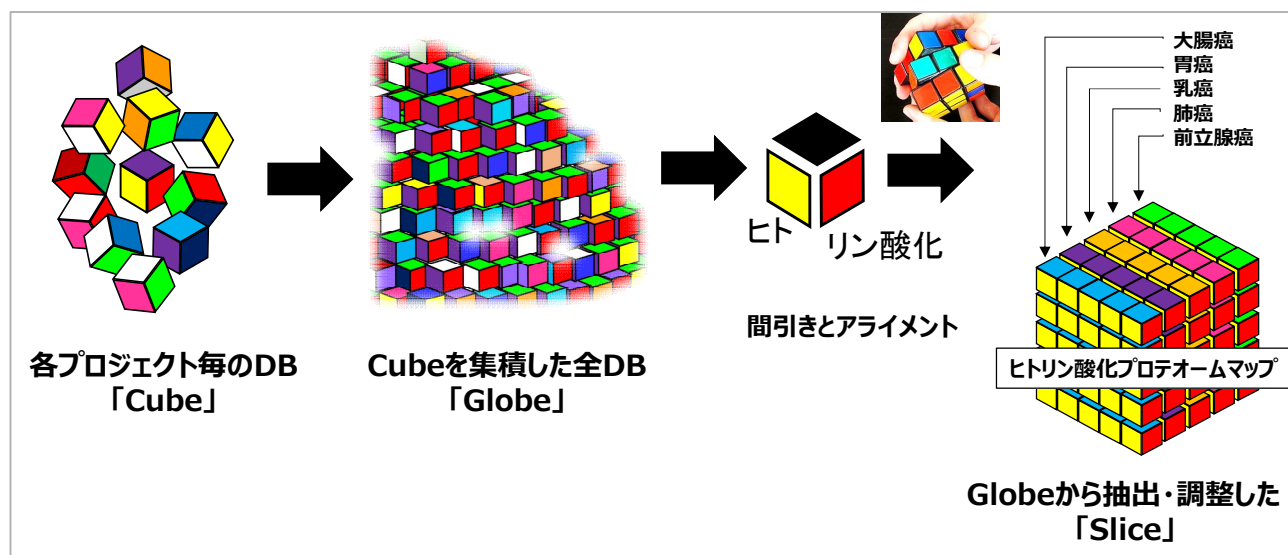 大腸癌
胃癌
乳癌
肺癌
前立腺癌
ヒト
リン酸化
間引きとアライメント
ヒトリン酸化プロテオームマップ
各プロジェクト毎のDB
「Cube」
Cubeを集積した全DB
「Globe」
Globeから抽出・調整した
「Slice」